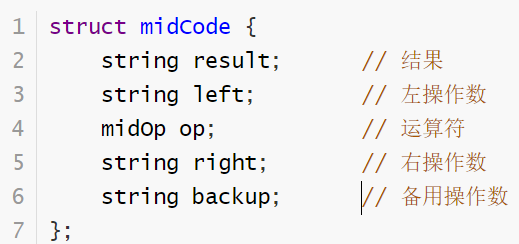 1 struct midCode {
2     string result;      // 结果
3     string left;        // 左操作数
4     midOp op;           // 运算符
5     string right;       // 右操作数
6     string backup;      // 备用操作数
7 };